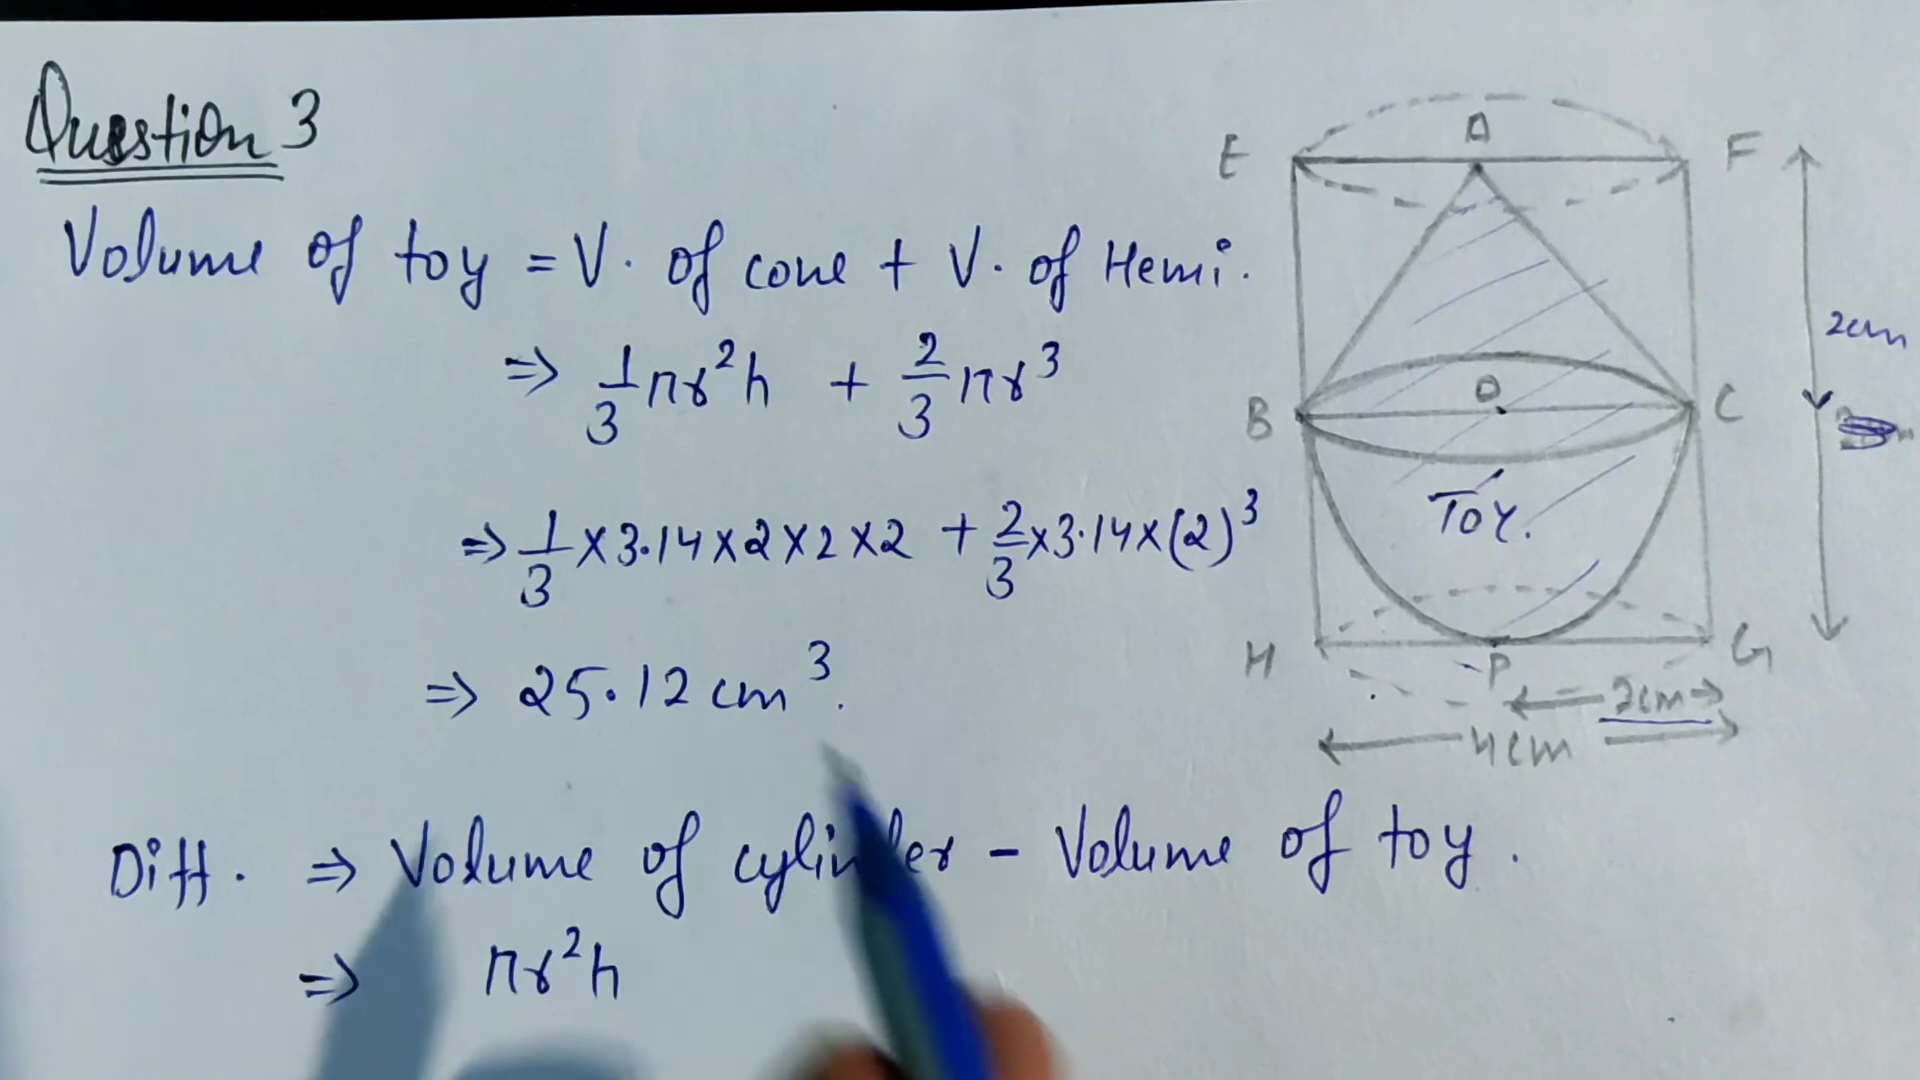 Question 3
Volume of toy = V. of cone + V. of Hemi.
⇒ 1/3 πr²h + 2/3 πr³
⇒ 1/3 × 3.14 × 2 × 2 × 2 + 2/3 × 3.14 × (2)³
⇒ 25.12 cm³.
Diff. ⇒ Volume of cylinder - Volume of toy.
⇒ πr²h
E A F
2cm
B O C
TOY.
H P G
2cm
4cm